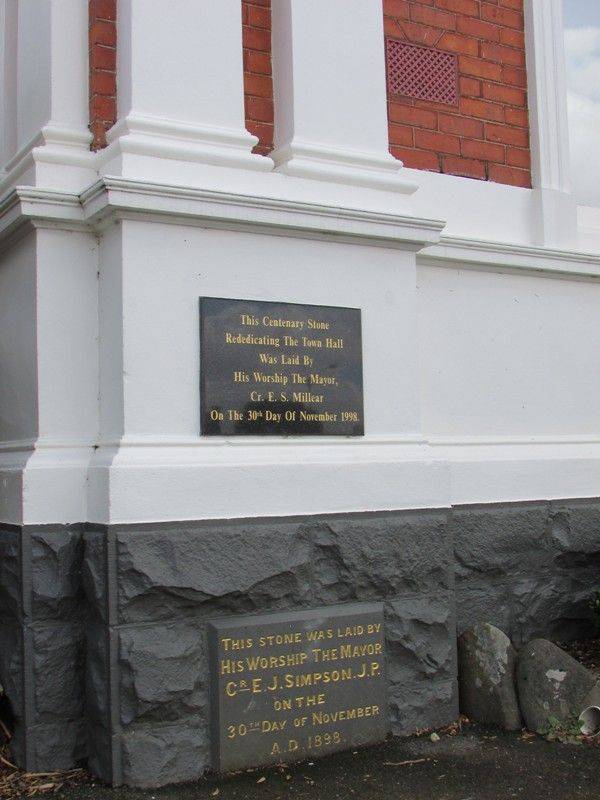 This Centenary Stone
Rededicating The Town Hall
Was Laid By
His Worship The Mayor,
Cr. E. S. Millear
On The 30th Day Of November 1998.
THIS STONE WAS LAID BY
HIS WORSHIP THE MAYOR
CR E.J. SIMPSON. J.P.
ON THE
30TH DAY OF NOVEMBER
A.D. 1898.